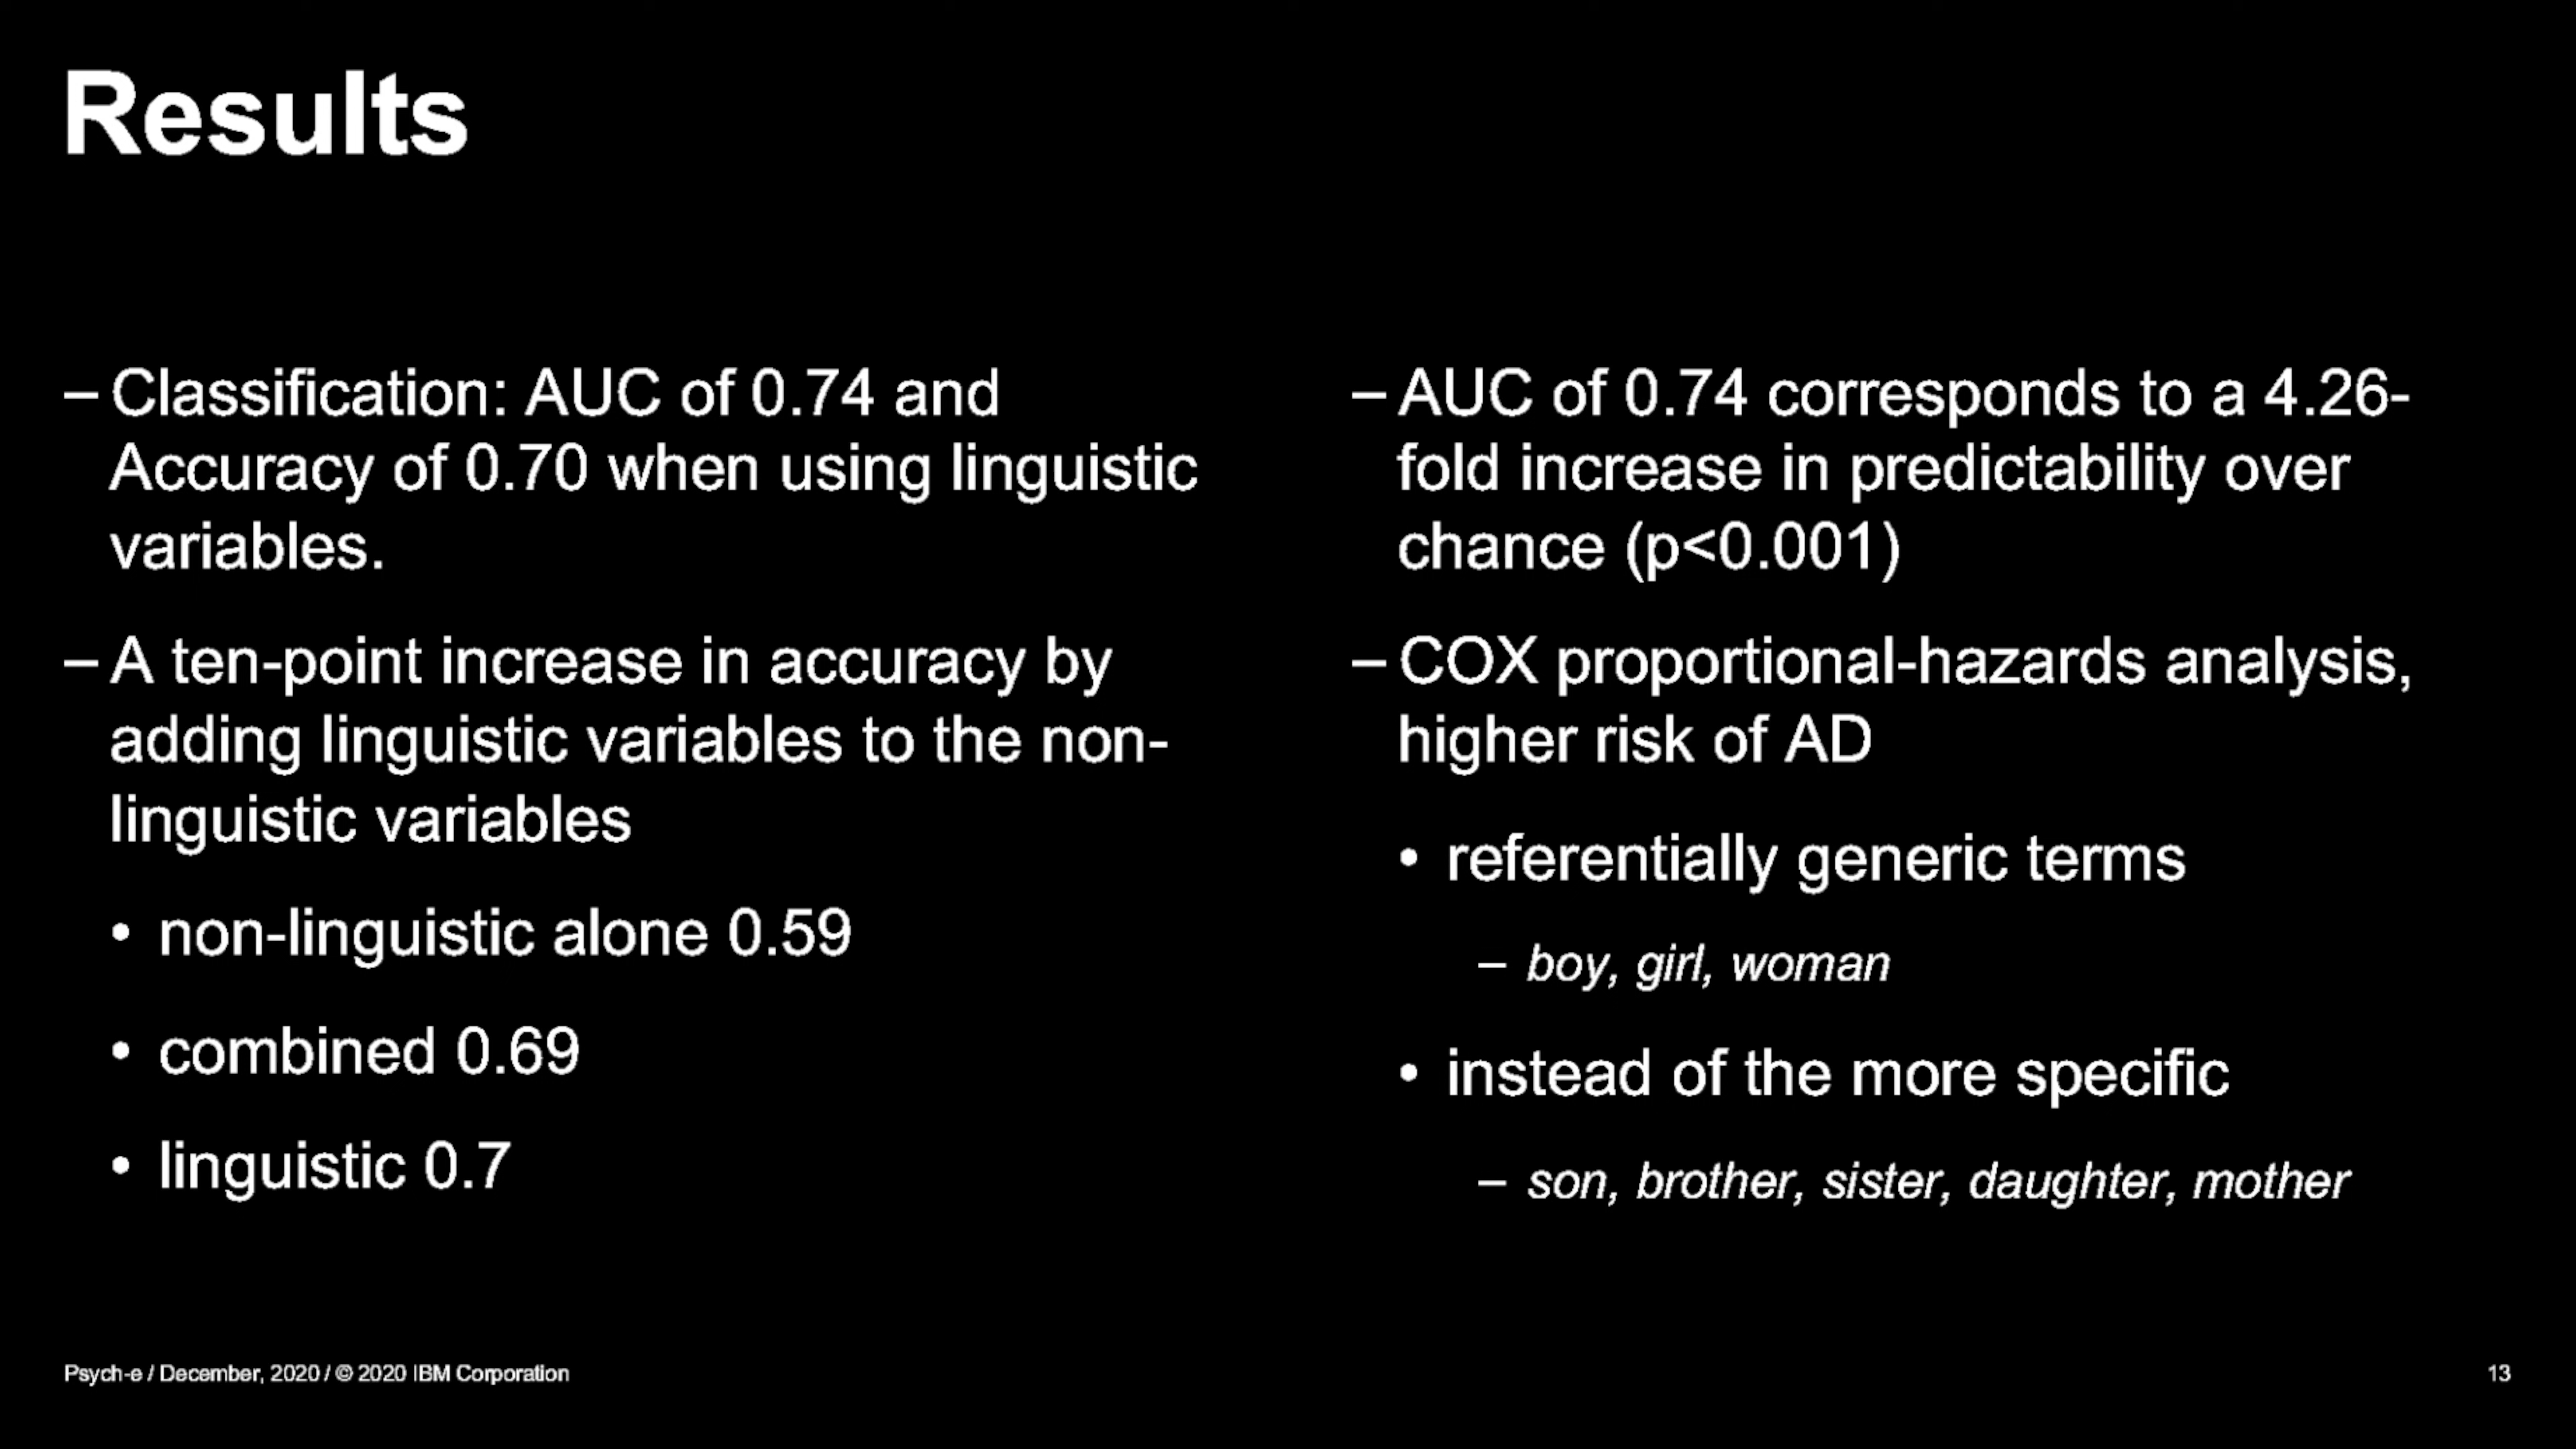 Results
– Classification: AUC of 0.74 and
Accuracy of 0.70 when using linguistic
variables.
– A ten-point increase in accuracy by
adding linguistic variables to the non-
linguistic variables
• non-linguistic alone 0.59
• combined 0.69
• linguistic 0.7
– AUC of 0.74 corresponds to a 4.26-
fold increase in predictability over
chance (p<0.001)
– COX proportional-hazards analysis,
higher risk of AD
• referentially generic terms
– boy, girl, woman
• instead of the more specific
– son, brother, sister, daughter, mother
Psych-e / December, 2020 / © 2020 IBM Corporation
13